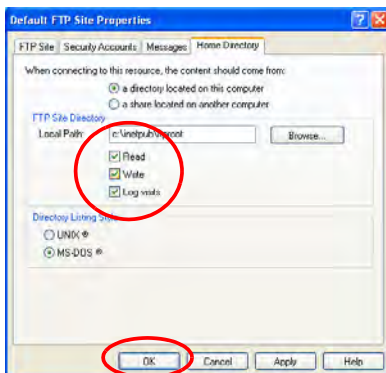 Default FTP Site Properties
FTP Site Security Accounts Messages Home Directory
When connecting to this resource, the content should come from:
a directory located on this computer
a share located on another computer
FTP Site Directory
Local Path: c:\inetpub\ftproot Browse...
Read
Write
Log visits
Directory Listing Style
UNIX ®
MS-DOS ®
OK Cancel Apply Help